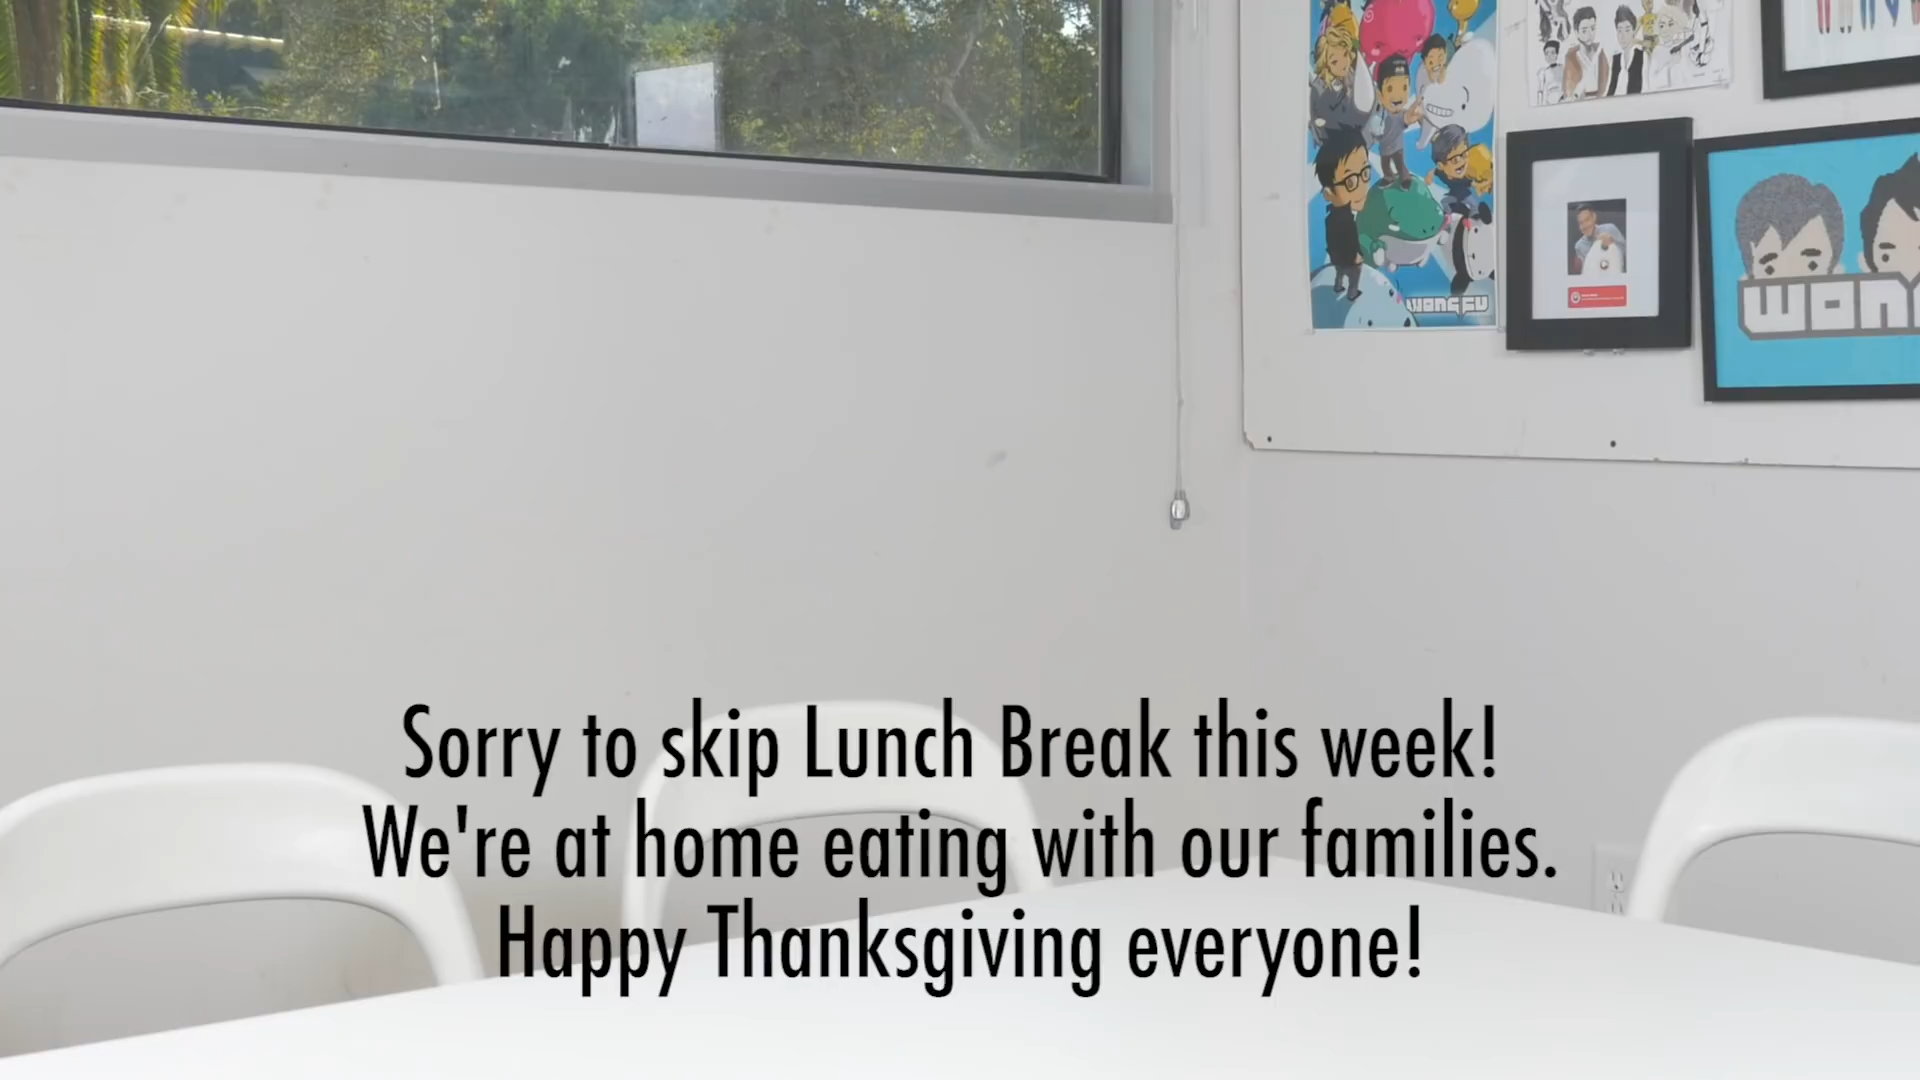 WONG FU
WON
Sorry to skip Lunch Break this week!
We're at home eating with our families.
Happy Thanksgiving everyone!